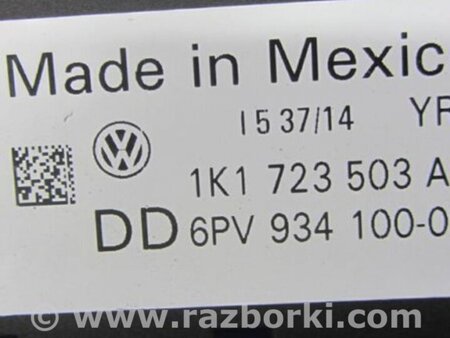 Made in Mexic
I 5 37/14 YF
1K1 723 503 A
DD 6PV 934 100-0
© www.razborki.com